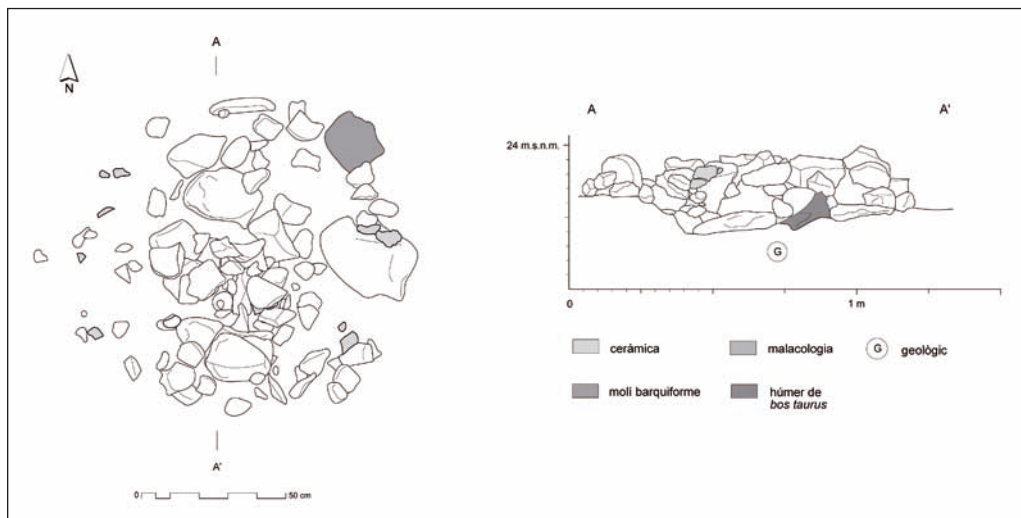 A
N
A'
0 50 cm
A A'
24 m.s.n.m.
G
0 1 m
ceràmica malacologia G geològic
molí barquiforme húmer de
bos taurus